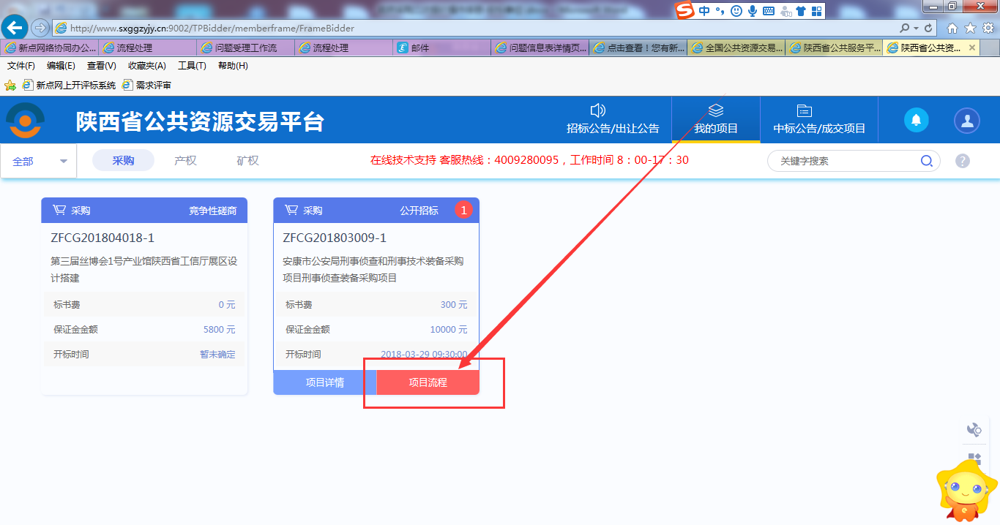 中
http://www.sxggzyjy.cn:9002/TPBidder/memberframe/FrameBidder
新点网络协同办公... 流程处理 问题受理工作流 流程处理 邮件 问题信息表详情页... 点击查看！您有新... 全国公共资源交易... 陕西省公共服务平... 陕西省公共资...
文件(F) 编辑(E) 查看(V) 收藏夹(A) 工具(T) 帮助(H)
新点网上开评标系统 需求评审
陕西省公共资源交易平台
招标公告/出让公告 我的项目 中标公告/成交项目
全部 采购 产权 矿权 在线技术支持 客服热线：4009280095，工作时间 8：00-17：30 关键字搜索 ?
采购 竞争性磋商
ZFCG201804018-1
第三届丝博会1号产业馆陕西省工信厅展区设
计搭建
标书费 0 元
保证金金额 5800 元
开标时间 暂未确定
采购 公开招标 1
ZFCG201803009-1
安康市公安局刑事侦查和刑事技术装备采购
项目刑事侦查装备采购项目
标书费 300 元
保证金金额 10000 元
开标时间 2018-03-29 09:30:00
项目详情 项目流程